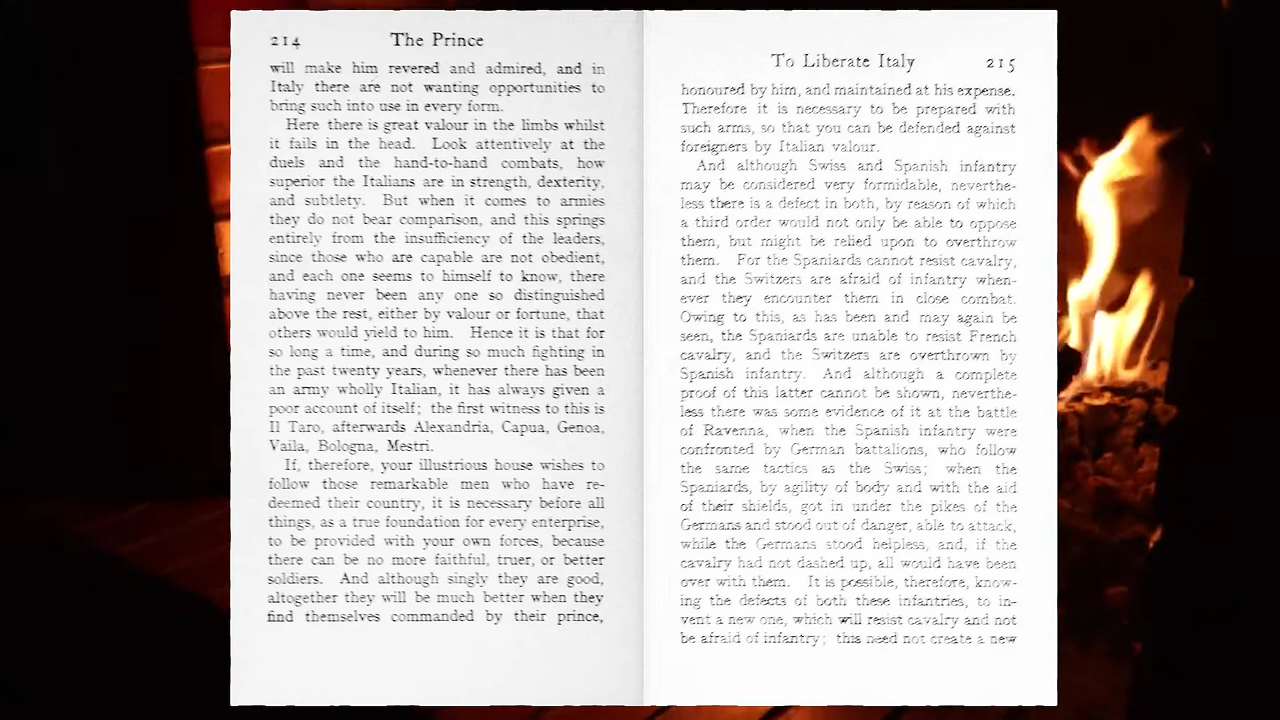 214 The Prince
will make him revered and admired, and in
Italy there are not wanting opportunities to
bring such into use in every form.
Here there is great valour in the limbs whilst
it fails in the head. Look attentively at the
duels and the hand-to-hand combats, how
superior the Italians are in strength, dexterity,
and subtlety. But when it comes to armies
they do not bear comparison, and this springs
entirely from the insufficiency of the leaders,
since those who are capable are not obedient,
and each one seems to himself to know, there
having never been any one so distinguished
above the rest, either by valour or fortune, that
others would yield to him. Hence it is that for
so long a time, and during so much fighting in
the past twenty years, whenever there has been
an army wholly Italian, it has always given a
poor account of itself; the first witness to this is
Il Taro, afterwards Alexandria, Capua, Genoa,
Vaila, Bologna, Mestri.
If, therefore, your illustrious house wishes to
follow those remarkable men who have re-
deemed their country, it is necessary before all
things, as a true foundation for every enterprise,
to be provided with your own forces, because
there can be no more faithful, truer, or better
soldiers. And although singly they are good,
altogether they will be much better when they
find themselves commanded by their prince,
To Liberate Italy 215
honoured by him, and maintained at his expense.
Therefore it is necessary to be prepared with
such arms, so that you can be defended against
foreigners by Italian valour.
And although Swiss and Spanish infantry
may be considered very formidable, neverthe-
less there is a defect in both, by reason of which
a third order would not only be able to oppose
them, but might be relied upon to overthrow
them. For the Spaniards cannot resist cavalry,
and the Switzers are afraid of infantry when-
ever they encounter them in close combat.
Owing to this, as has been and may again be
seen, the Spaniards are unable to resist French
cavalry, and the Switzers are overthrown by
Spanish infantry. And although a complete
proof of this latter cannot be shown, neverthe-
less there was some evidence of it at the battle
of Ravenna, when the Spanish infantry were
confronted by German battalions, who follow
the same tactics as the Swiss; when the
Spaniards, by agility of body and with the aid
of their shields, got in under the pikes of the
Germans and stood out of danger, able to attack,
while the Germans stood helpless, and, if the
cavalry had not dashed up, all would have been
over with them. It is possible, therefore, know-
ing the defects of both these infantries, to in-
vent a new one, which will resist cavalry and not
be afraid of infantry; this need not create a new